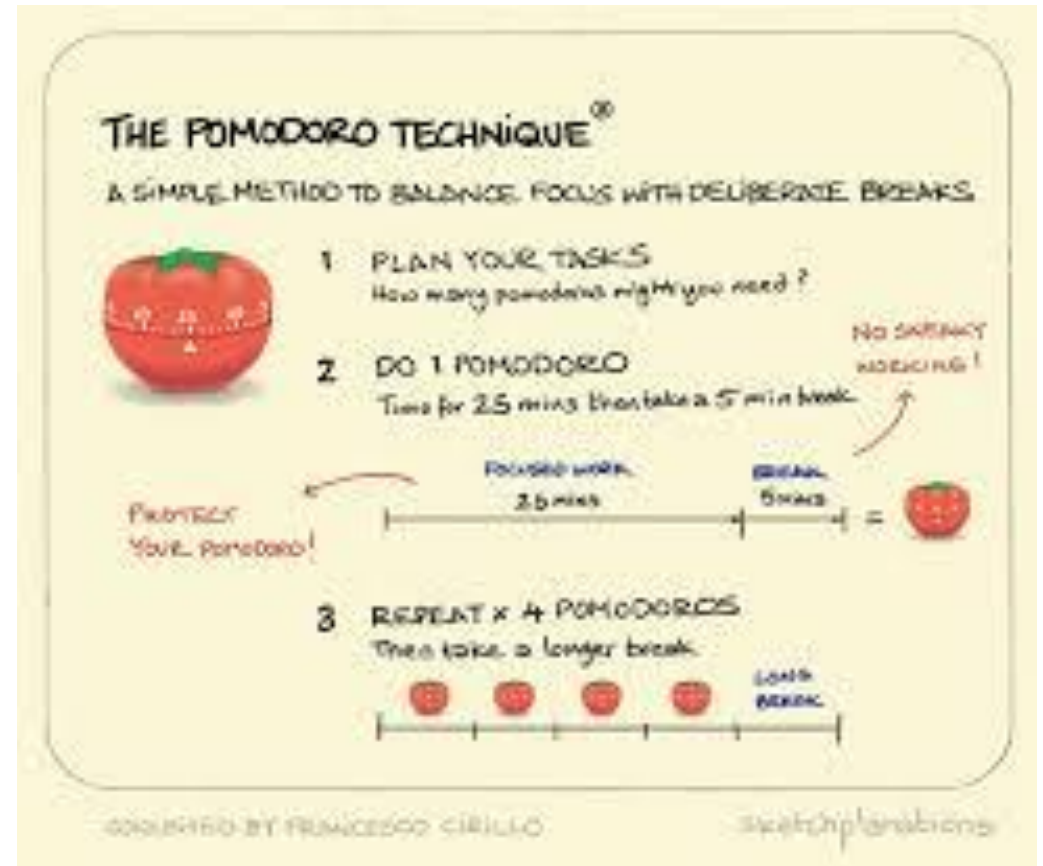 THE POMODORO TECHNIQUE®
A SIMPLE METHOD TO BALANCE FOCUS WITH DELIBERATE BREAKS
1 PLAN YOUR TASKS
How many pomodoros might you need?
NO SNEAKY
WORKING!
2 DO 1 POMODORO
Time for 25 mins then take a 5 min break
FOCUSED WORK
25 mins
BREAK
5 mins
=
PROTECT
YOUR POMODORO!
3 REPEAT x 4 POMODOROS
Then take a longer break
LONG
BREAK
BY FRANCESCO CIRILLO
sketchplanations